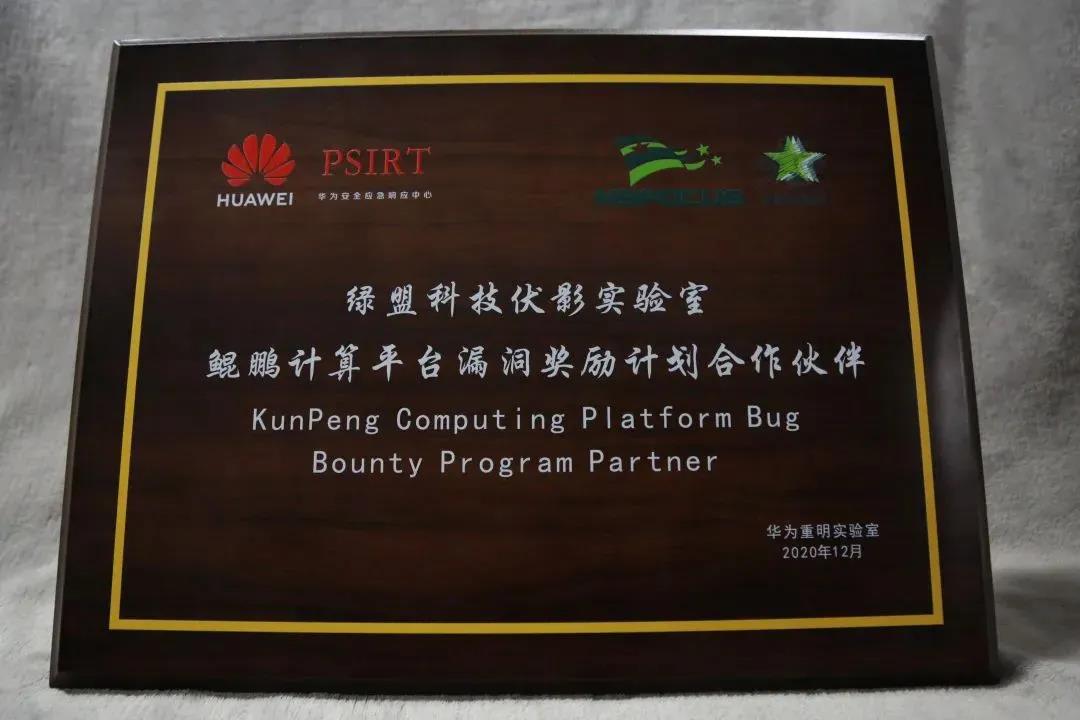 HUAWEI
PSIRT
华为安全应急响应中心
NSFOCUS
绿盟科技伏影实验室
鲲鹏计算平台漏洞奖励计划合作伙伴
KunPeng Computing Platform Bug
Bounty Program Partner
华为重明实验室
2020年12月